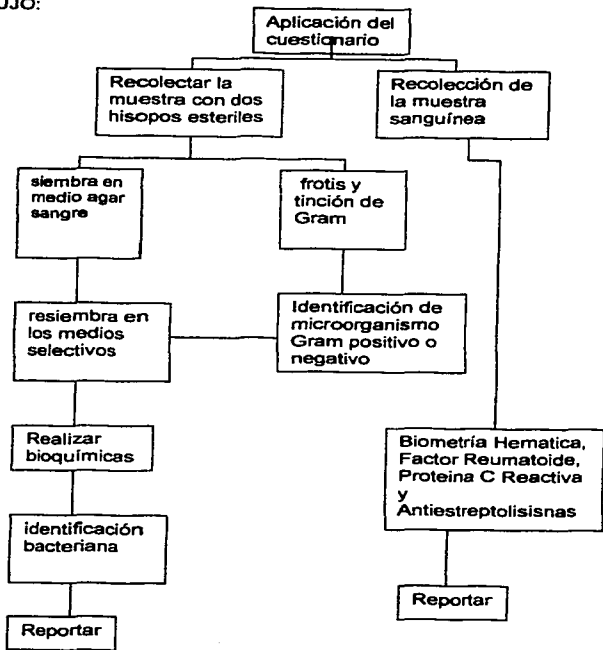 UJO:
Aplicación del
cuestionario
Recolectar la
muestra con dos
hisopos esteriles
Recolección de
la muestra
sanguínea
siembra en
medio agar
sangre
frotis y
tinción de
Gram
resiembra en
los medios
selectivos
Identificación de
microorganismo
Gram positivo o
negativo
Realizar
bioquímicas
Biometría Hematica,
Factor Reumatoide,
Proteina C Reactiva
y
Antiestreptolisisnas
identificación
bacteriana
Reportar
Reportar